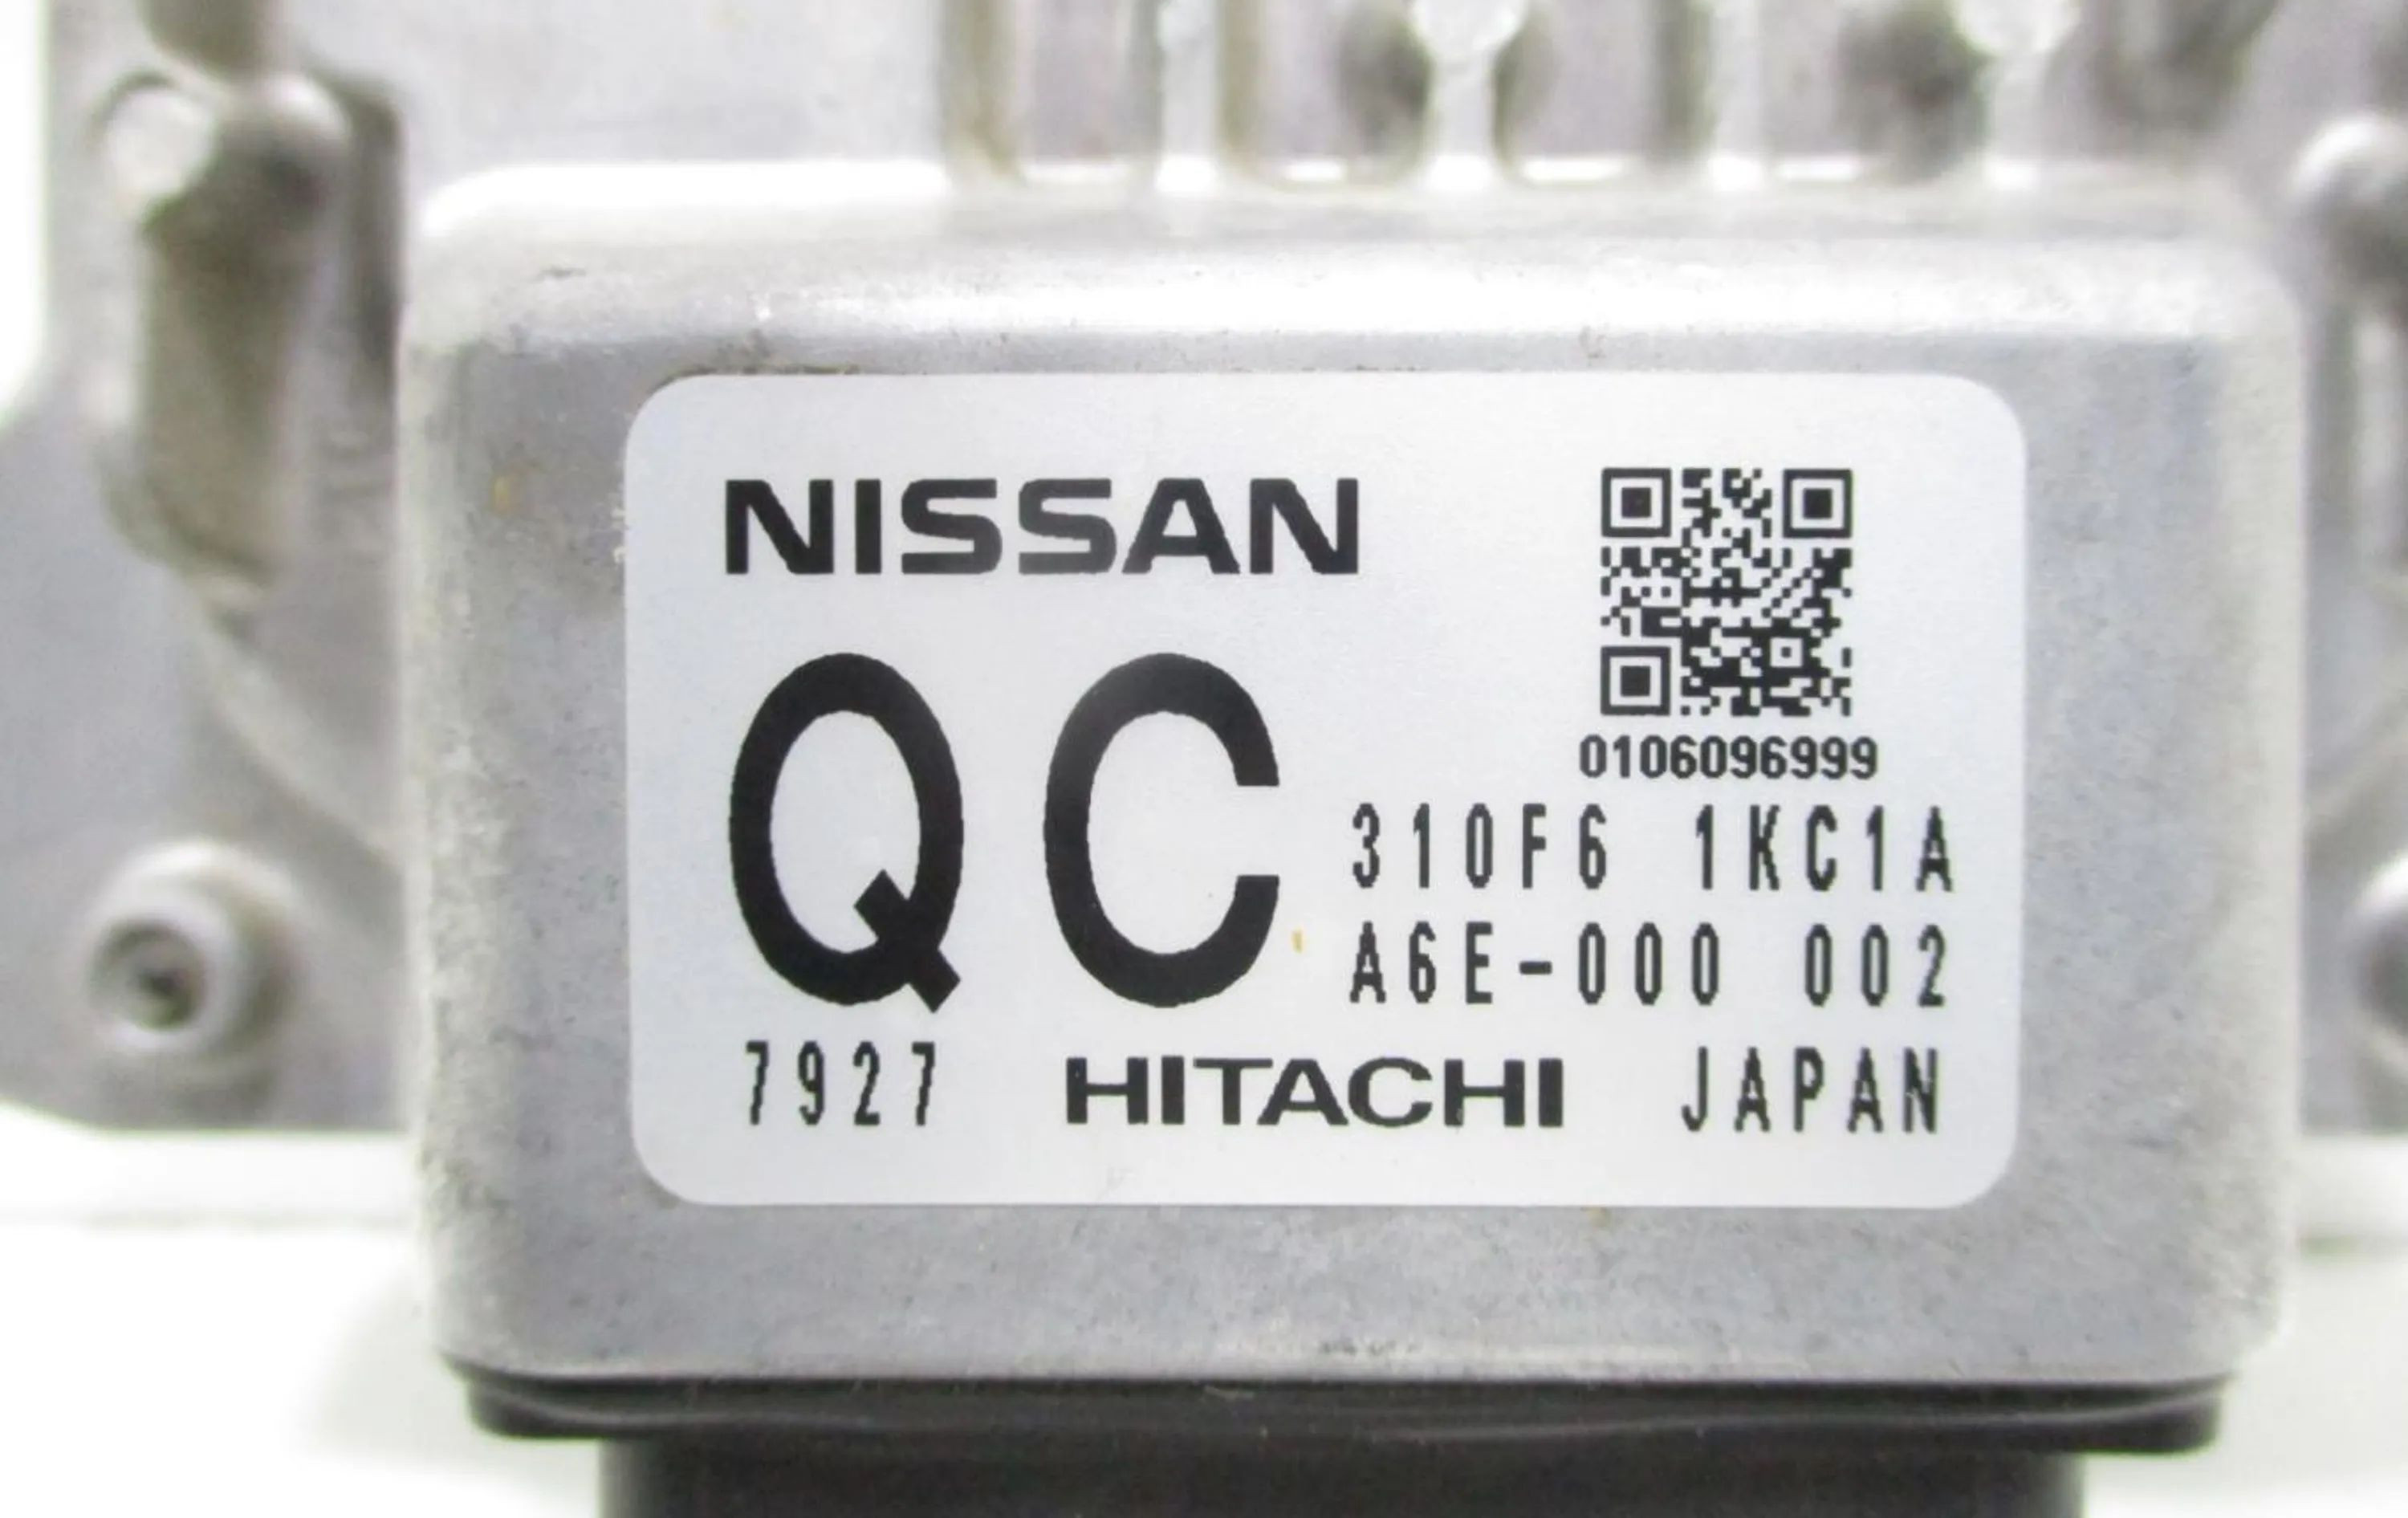 NISSAN
0106096999
QC
310F6 1KC1A
A6E-000 002
7927 HITACHI JAPAN